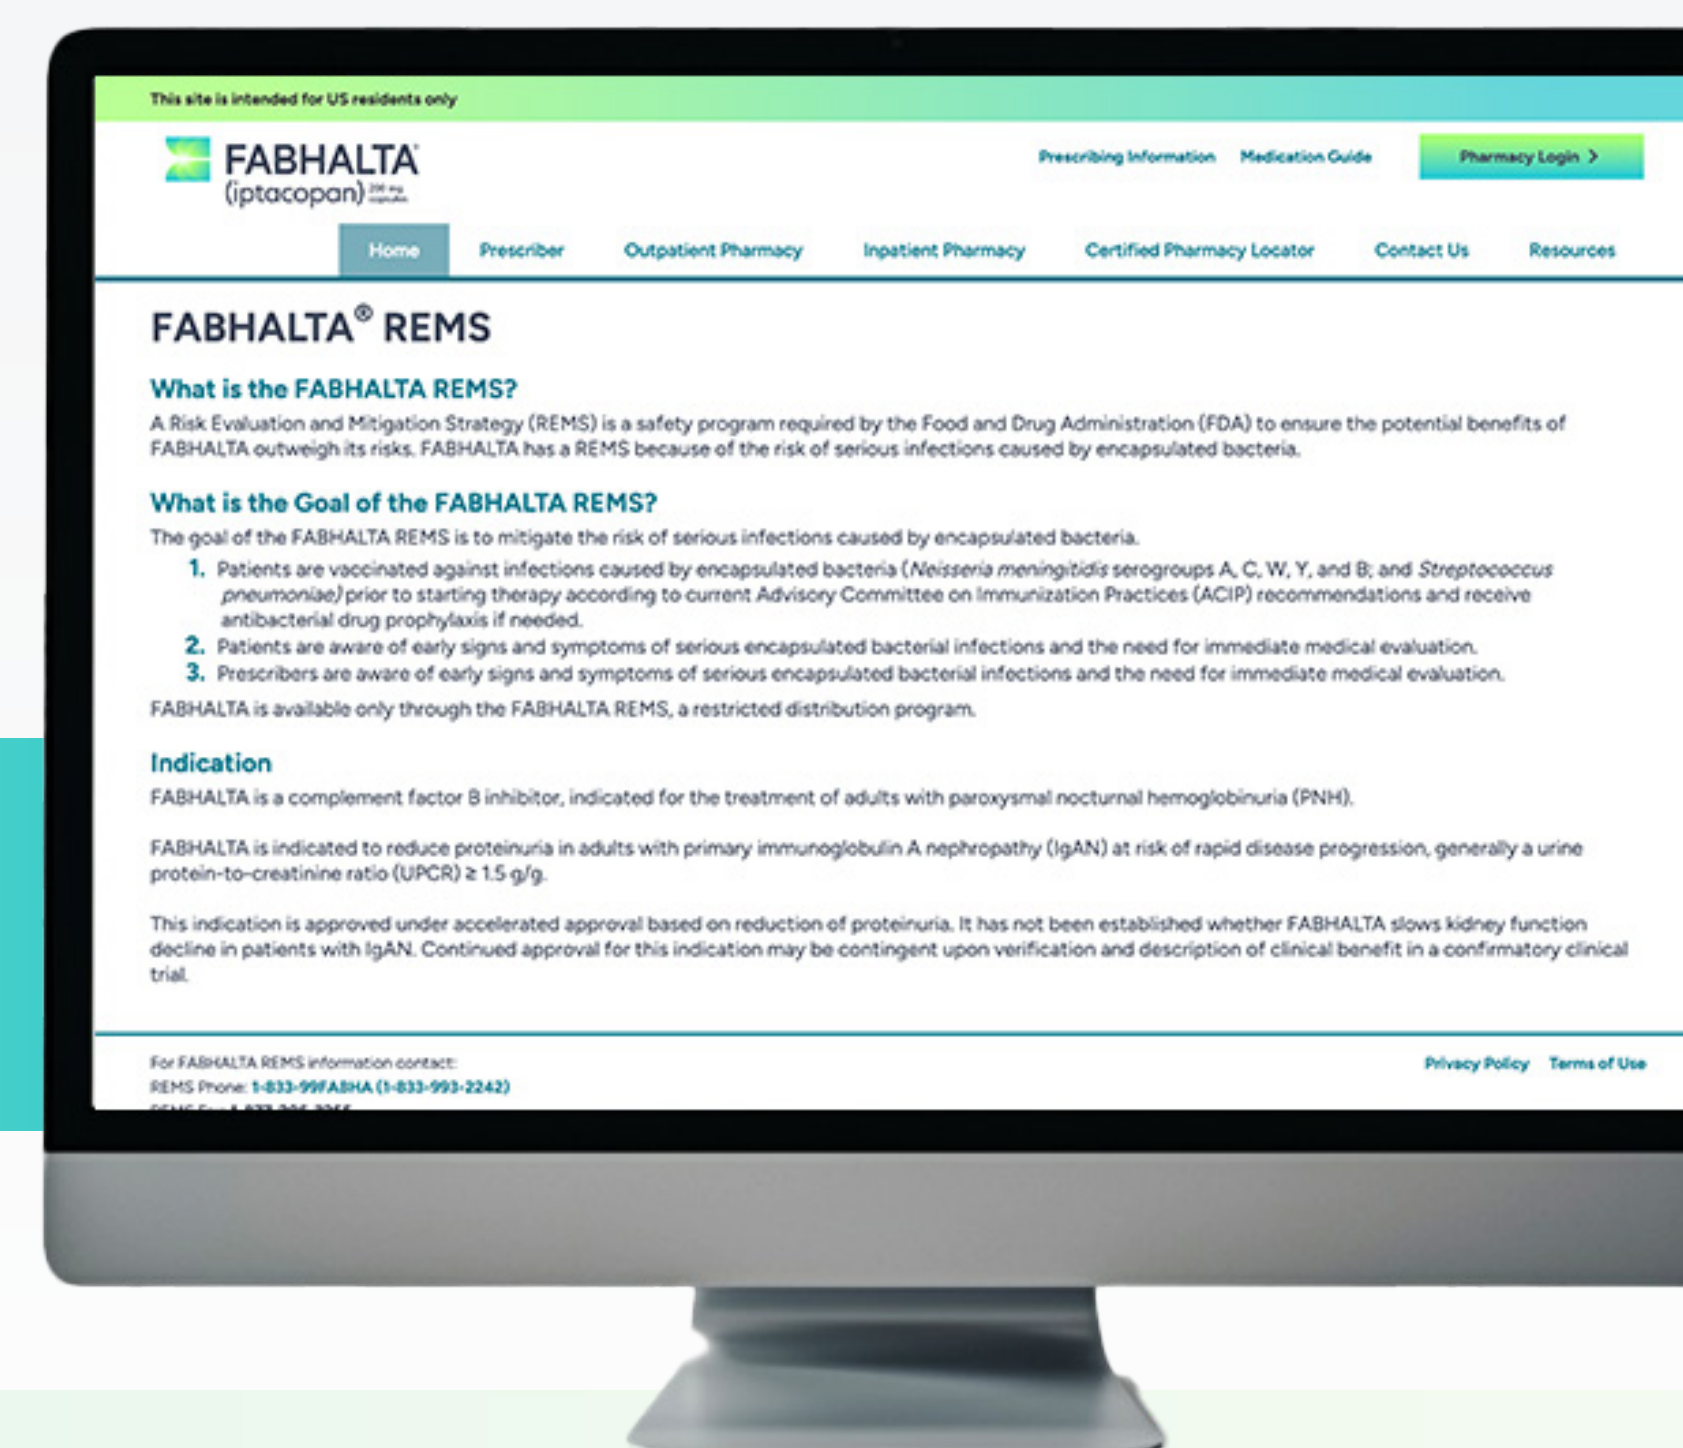 This site is intended for US residents only
FABHALTA®
(iptacopan) 200 mg
capsules
Prescribing Information Medication Guide Pharmacy Login
Home Prescriber Outpatient Pharmacy Inpatient Pharmacy Certified Pharmacy Locator Contact Us Resources
FABHALTA® REMS
What is the FABHALTA REMS?
A Risk Evaluation and Mitigation Strategy (REMS) is a safety program required by the Food and Drug Administration (FDA) to ensure the potential benefits of
FABHALTA outweigh its risks. FABHALTA has a REMS because of the risk of serious infections caused by encapsulated bacteria.
What is the Goal of the FABHALTA REMS?
The goal of the FABHALTA REMS is to mitigate the risk of serious infections caused by encapsulated bacteria.
1. Patients are vaccinated against infections caused by encapsulated bacteria (Neisseria meningitidis serogroups A, C, W, Y, and B; and Streptococcus
pneumoniae) prior to starting therapy according to current Advisory Committee on Immunization Practices (ACIP) recommendations and receive
antibacterial drug prophylaxis if needed.
2. Patients are aware of early signs and symptoms of serious encapsulated bacterial infections and the need for immediate medical evaluation.
3. Prescribers are aware of early signs and symptoms of serious encapsulated bacterial infections and the need for immediate medical evaluation.
FABHALTA is available only through the FABHALTA REMS, a restricted distribution program.
Indication
FABHALTA is a complement factor B inhibitor, indicated for the treatment of adults with paroxysmal nocturnal hemoglobinuria (PNH).
FABHALTA is indicated to reduce proteinuria in adults with primary immunoglobulin A nephropathy (IgAN) at risk of rapid disease progression, generally a urine
protein-to-creatinine ratio (UPCR) ≥ 1.5 g/g.
This indication is approved under accelerated approval based on reduction of proteinuria. It has not been established whether FABHALTA slows kidney function
decline in patients with IgAN. Continued approval for this indication may be contingent upon verification and description of clinical benefit in a confirmatory clinical
trial.
For FABHALTA REMS information contact:
REMS Phone: 1-833-99FABHA (1-833-993-2242)
Privacy Policy Terms of Use